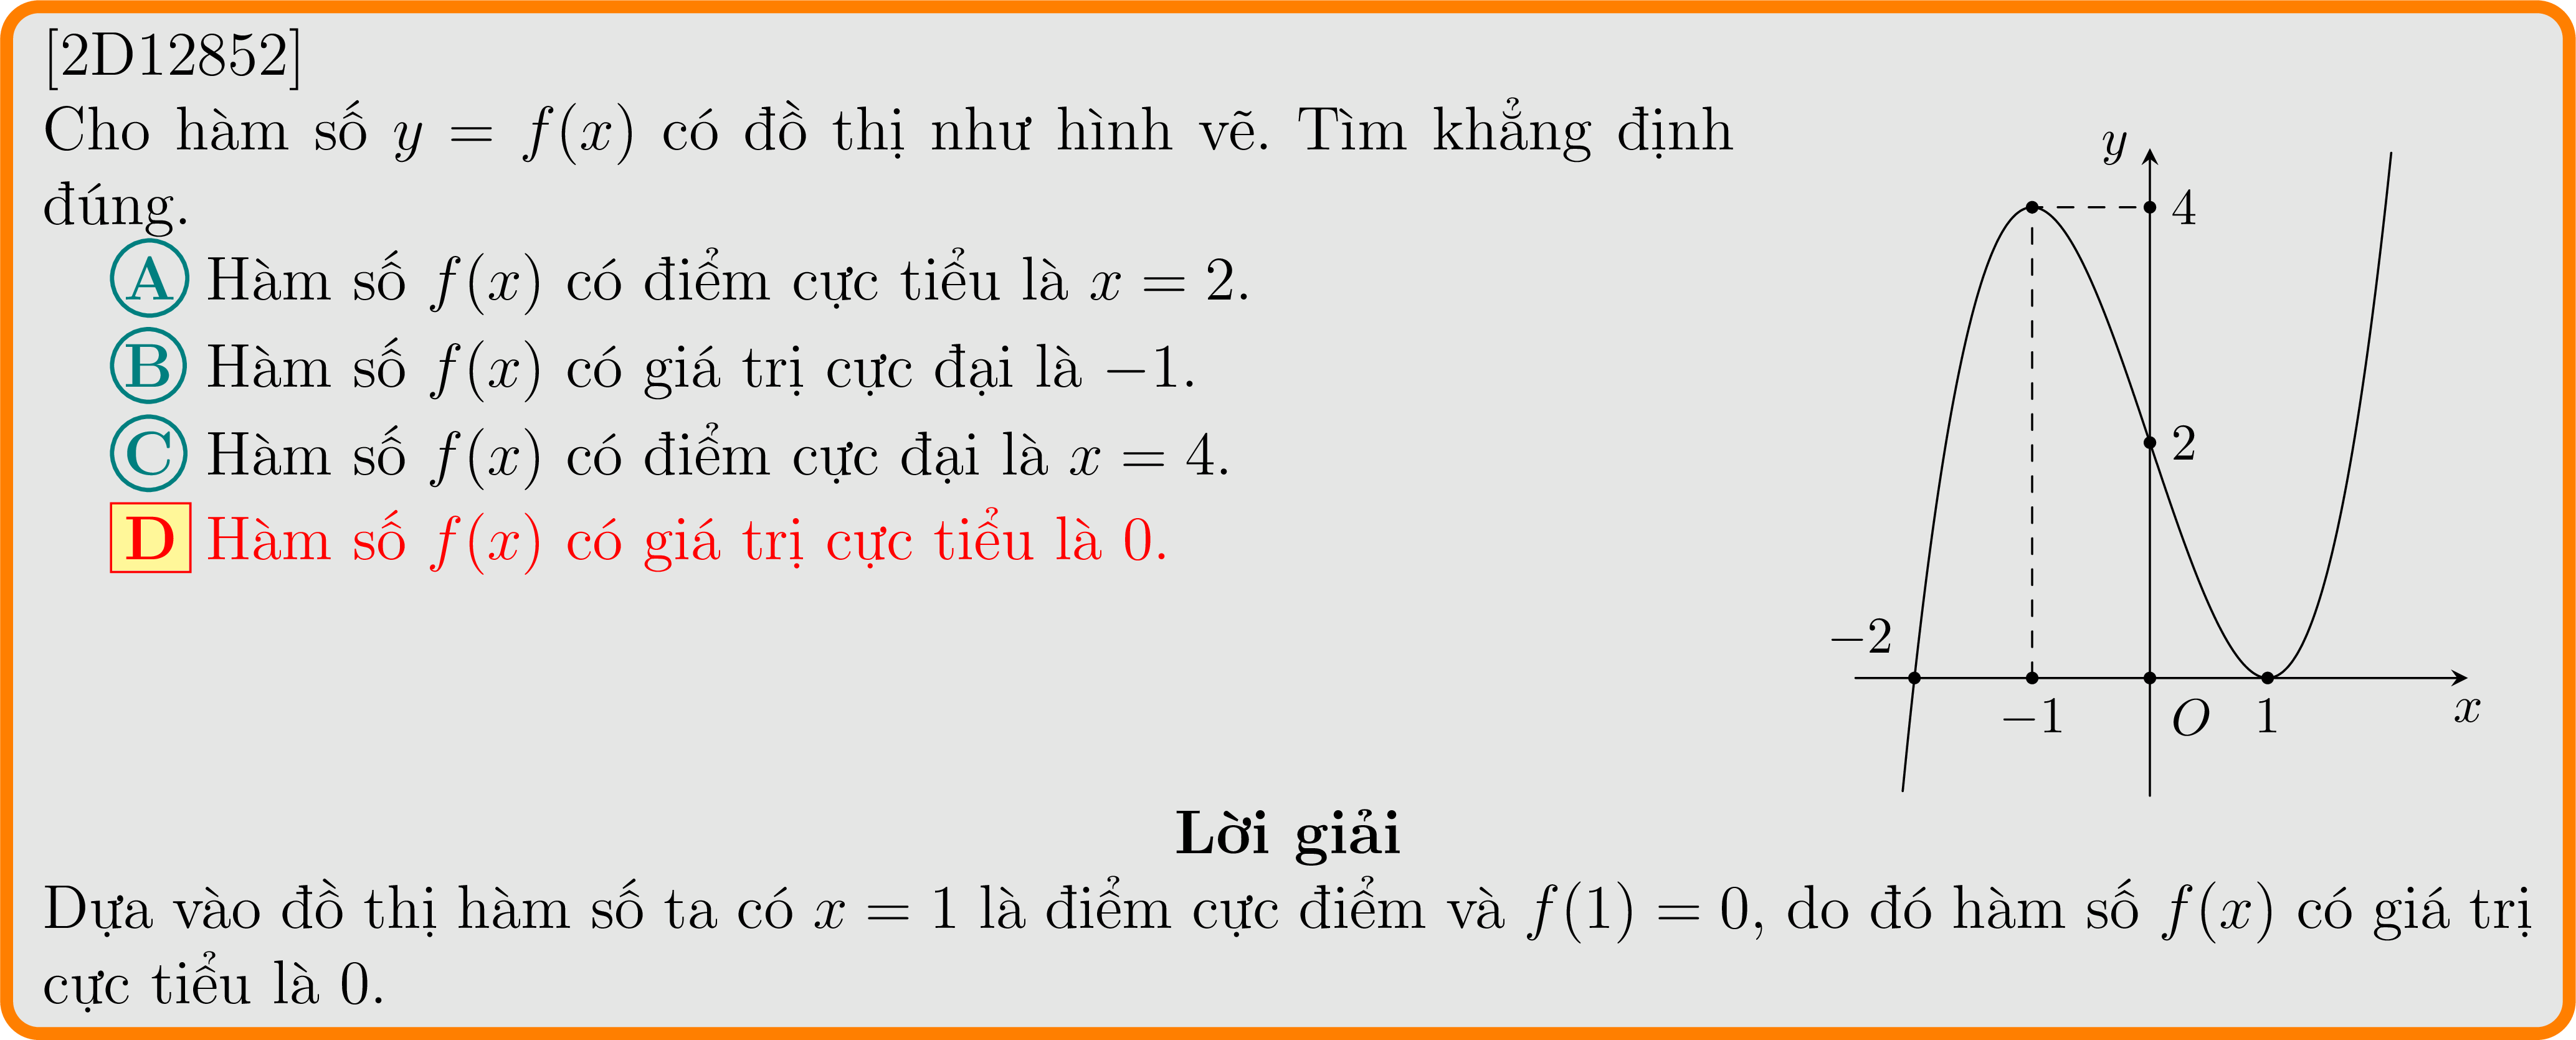 [2D12852]
Cho hàm số y = f(x) có đồ thị như hình vẽ. Tìm khẳng định
đúng.
A Hàm số f(x) có điểm cực tiểu là x = 2.
B Hàm số f(x) có giá trị cực đại là −1.
C Hàm số f(x) có điểm cực đại là x = 4.
D Hàm số f(x) có giá trị cực tiểu là 0.
y
4
2
−2
−1
O
1
x
Lời giải
Dựa vào đồ thị hàm số ta có x = 1 là điểm cực điểm và f(1) = 0, do đó hàm số f(x) có giá trị
cực tiểu là 0.